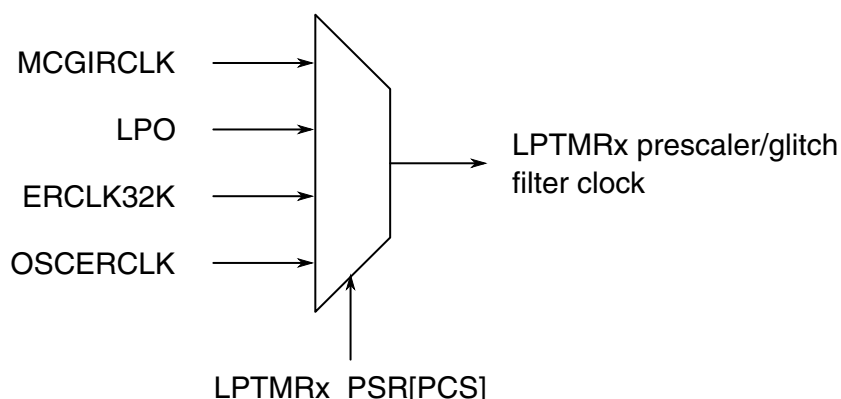 MCGIRCLK
LPO
ERCLK32K
OSCERCLK
LPTMRx prescaler/glitch
filter clock
LPTMRx_PSR[PCS]